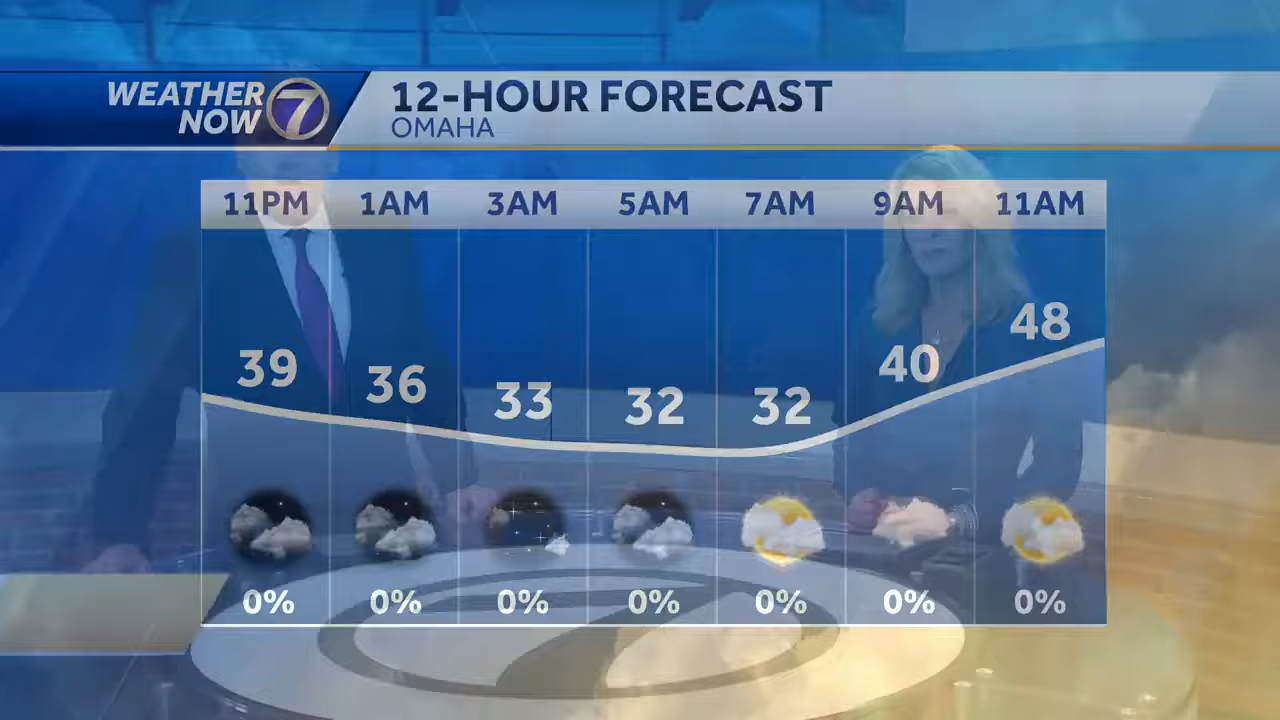 WEATHER
NOW 7
12-HOUR FORECAST
OMAHA
11PM 1AM 3AM 5AM 7AM 9AM 11AM
39 36 33 32 32 40 48
0% 0% 0% 0% 0% 0% 0%
7